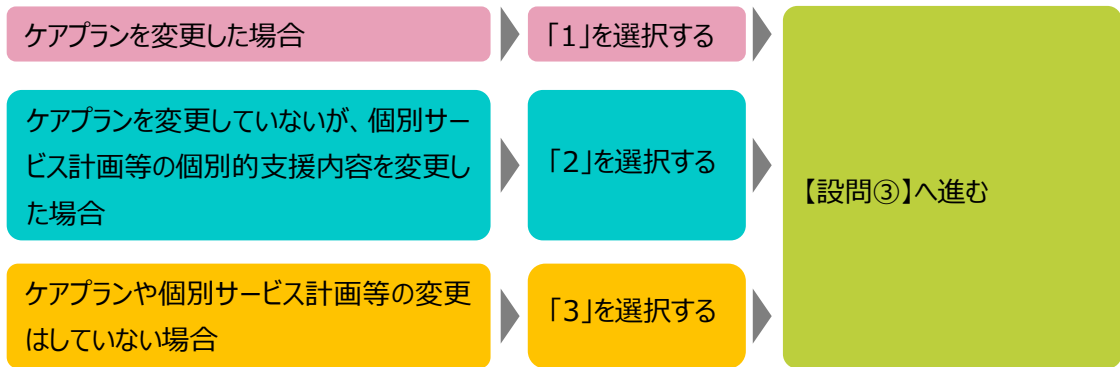 ケアプランを変更した場合
「1」を選択する
ケアプランを変更していないが、個別サー
ビス計画等の個別的支援内容を変更し
た場合
「2」を選択する
【設問③】へ進む
ケアプランや個別サービス計画等の変更
はしていない場合
「3」を選択する